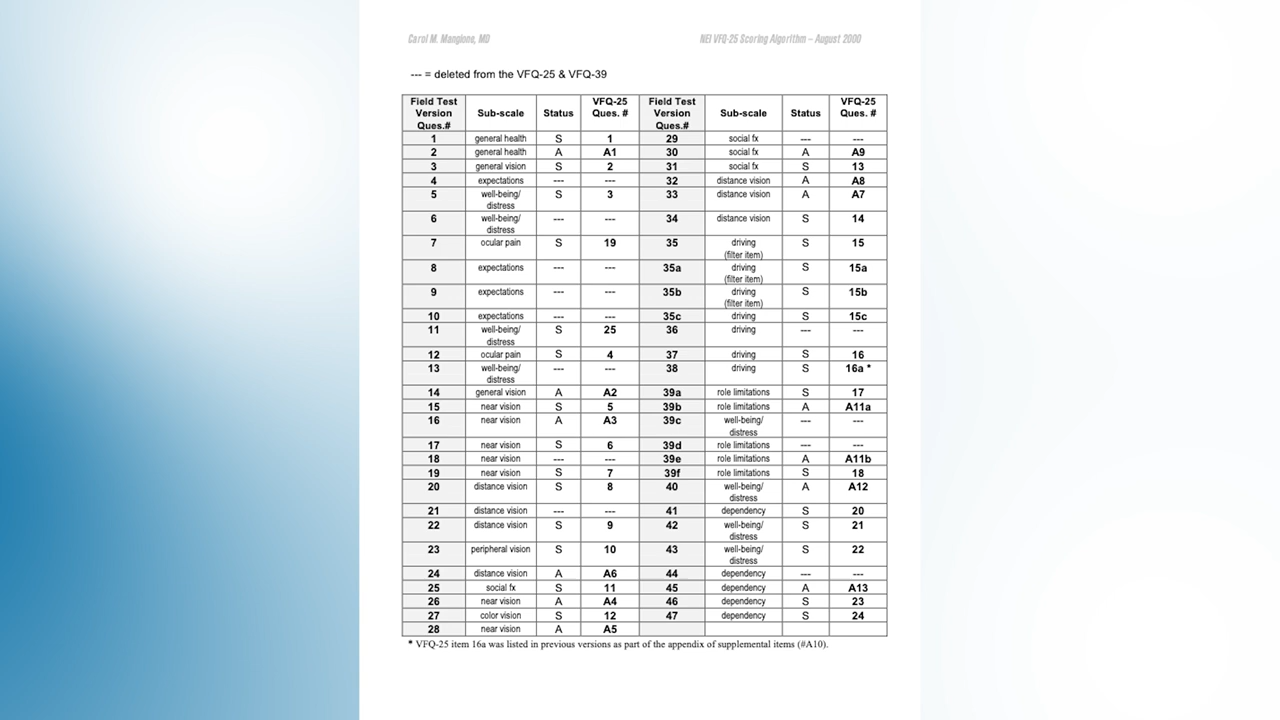 Carol M. Mangione, MD NEI VFQ-25 Scoring Algorithm – August 2000
--- = deleted from the VFQ-25 & VFQ-39
Field Test Version Ques.# Sub-scale Status VFQ-25 Ques. # Field Test Version Ques.# Sub-scale Status VFQ-25 Ques. #
1 general health S 1 29 social fx --- ---
2 general health A A1 30 social fx A A9
3 general vision S 2 31 social fx S 13
4 expectations --- --- 32 distance vision A A8
5 well-being/ distress S 3 33 distance vision A A7
6 well-being/ distress --- --- 34 distance vision S 14
7 ocular pain S 19 35 driving (filter item) S 15
8 expectations --- --- 35a driving (filter item) S 15a
9 expectations --- --- 35b driving (filter item) S 15b
10 expectations --- --- 35c driving S 15c
11 well-being/ distress S 25 36 driving --- ---
12 ocular pain S 4 37 driving S 16
13 well-being/ distress --- --- 38 driving S 16a *
14 general vision A A2 39a role limitations S 17
15 near vision S 5 39b role limitations A A11a
16 near vision A A3 39c well-being/ distress --- ---
17 near vision S 6 39d role limitations --- ---
18 near vision --- --- 39e role limitations A A11b
19 near vision S 7 39f role limitations S 18
20 distance vision S 8 40 well-being/ distress A A12
21 distance vision --- --- 41 dependency S 20
22 distance vision S 9 42 well-being/ distress S 21
23 peripheral vision S 10 43 well-being/ distress S 22
24 distance vision A A6 44 dependency --- ---
25 social fx S 11 45 dependency A A13
26 near vision A A4 46 dependency S 23
27 color vision S 12 47 dependency S 24
28 near vision A A5
* VFQ-25 item 16a was listed in previous versions as part of the appendix of supplemental items (#A10).